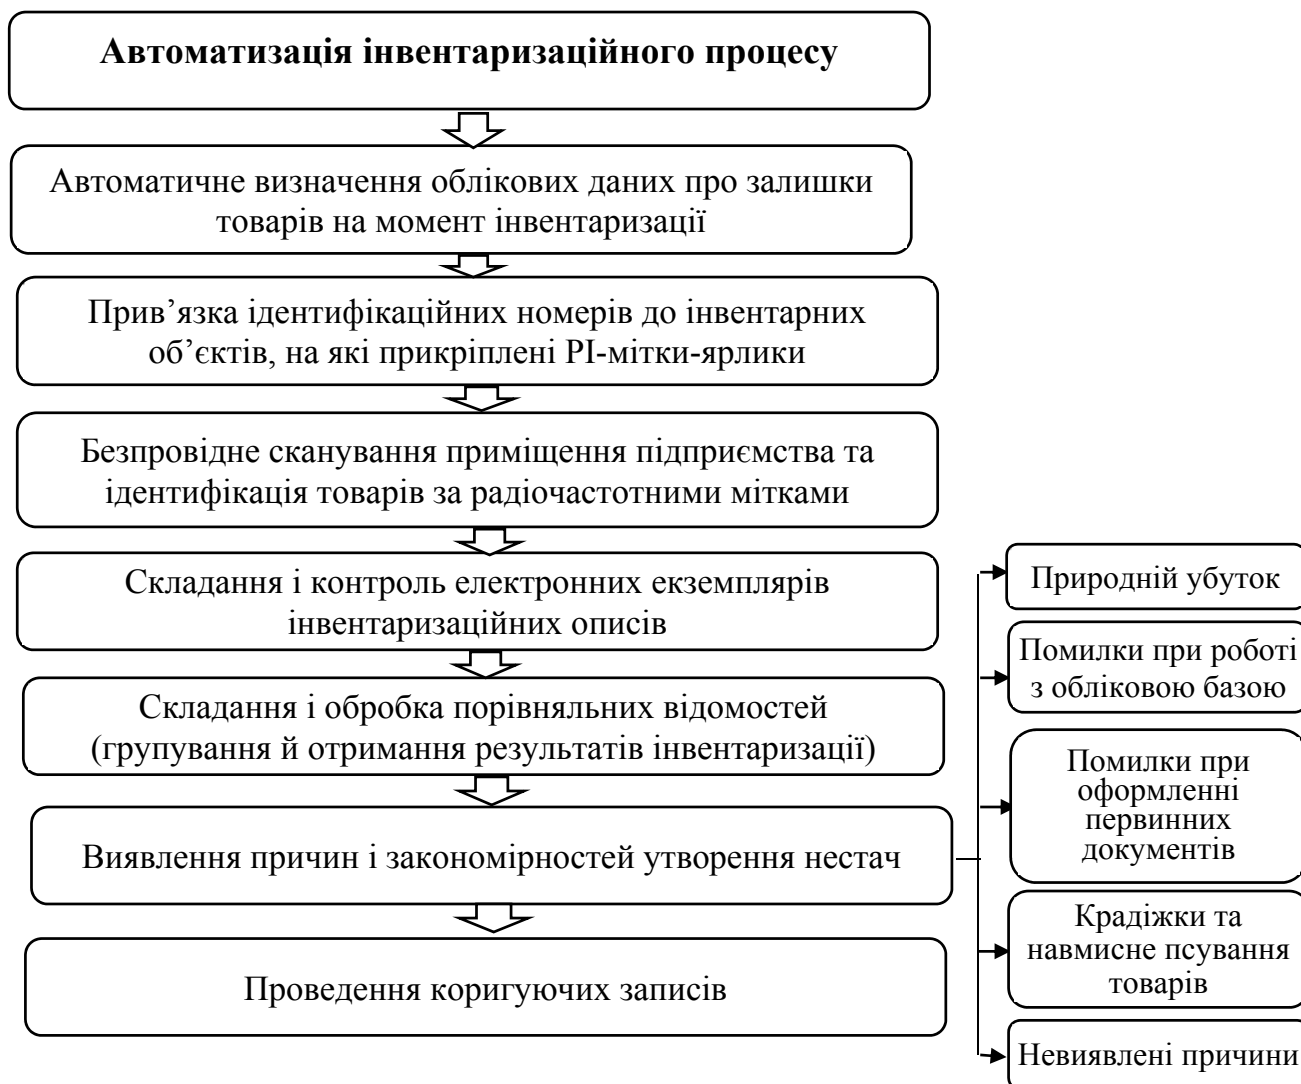 Автоматизація інвентаризаційного процесу
Автоматичне визначення облікових даних про залишки
товарів на момент інвентаризації
Прив’язка ідентифікаційних номерів до інвентарних
об’єктів, на які прикріплені РІ-мітки-ярлики
Безпровідне сканування приміщення підприємства та
ідентифікація товарів за радіочастотними мітками
Складання і контроль електронних екземплярів
інвентаризаційних описів
Складання і обробка порівняльних відомостей
(групування й отримання результатів інвентаризації)
Виявлення причин і закономірностей утворення нестач
Проведення коригуючих записів
Природній убуток
Помилки при роботі
з обліковою базою
Помилки при
оформленні
первинних
документів
Крадіжки та
навмисне псування
товарів
Невиявлені причини